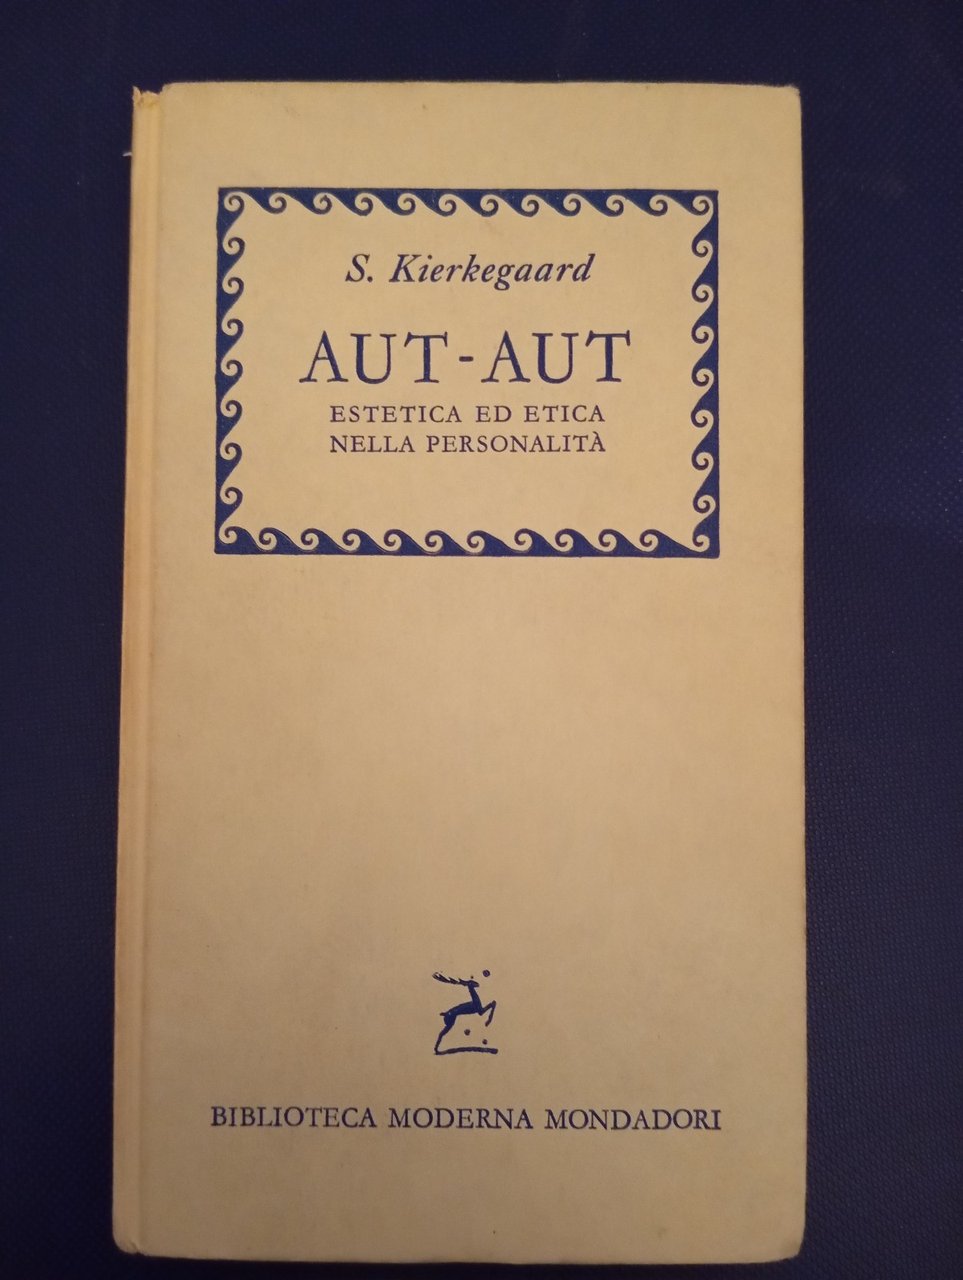 S. Kierkegaard
AUT-AUT
ESTETICA ED ETICA
NELLA PERSONALITÀ
BIBLIOTECA MODERNA MONDADORI